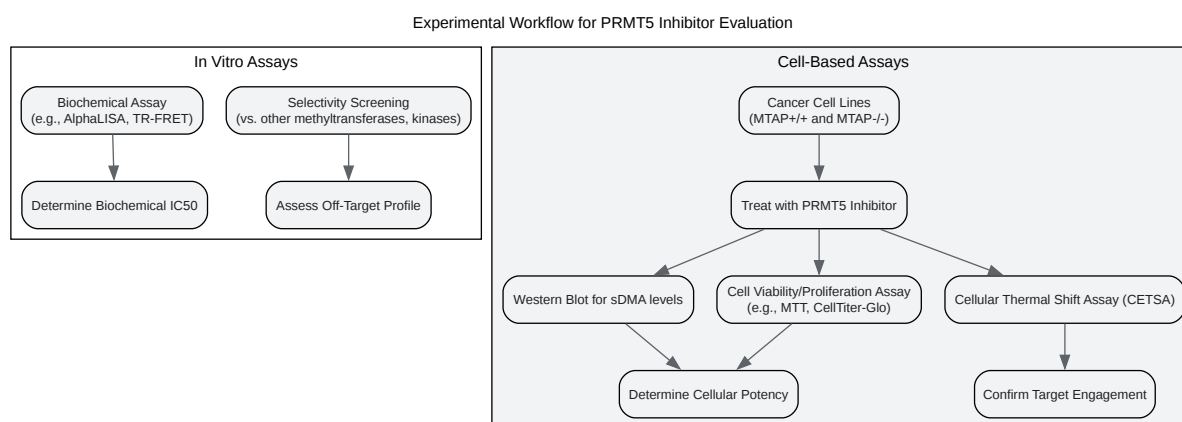 Experimental Workflow for PRMT5 Inhibitor Evaluation
In Vitro Assays
Biochemical Assay
(e.g., AlphaLISA, TR-FRET)
Selectivity Screening
(vs. other methyltransferases, kinases)
Determine Biochemical IC50
Assess Off-Target Profile
Cell-Based Assays
Cancer Cell Lines
(MTAP+/+ and MTAP-/-)
Treat with PRMT5 Inhibitor
Western Blot for sDMA levels
Cell Viability/Proliferation Assay
(e.g., MTT, CellTiter-Glo)
Cellular Thermal Shift Assay (CETSA)
Determine Cellular Potency
Confirm Target Engagement